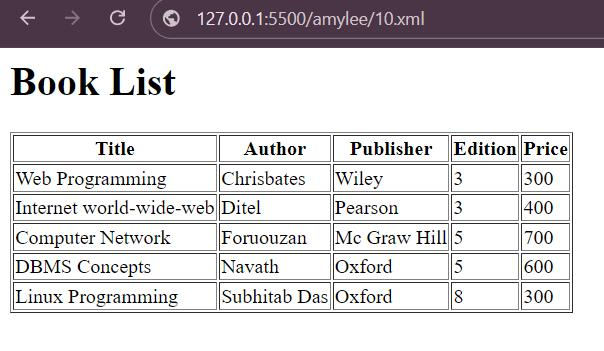 127.0.0.1:5500/amylee/10.xml
Book List
Title Author Publisher Edition Price
Web Programming Chrisbates Wiley 3 300
Internet world-wide-web Ditel Pearson 3 400
Computer Network Foruouzan Mc Graw Hill 5 700
DBMS Concepts Navath Oxford 5 600
Linux Programming Subhitab Das Oxford 8 300